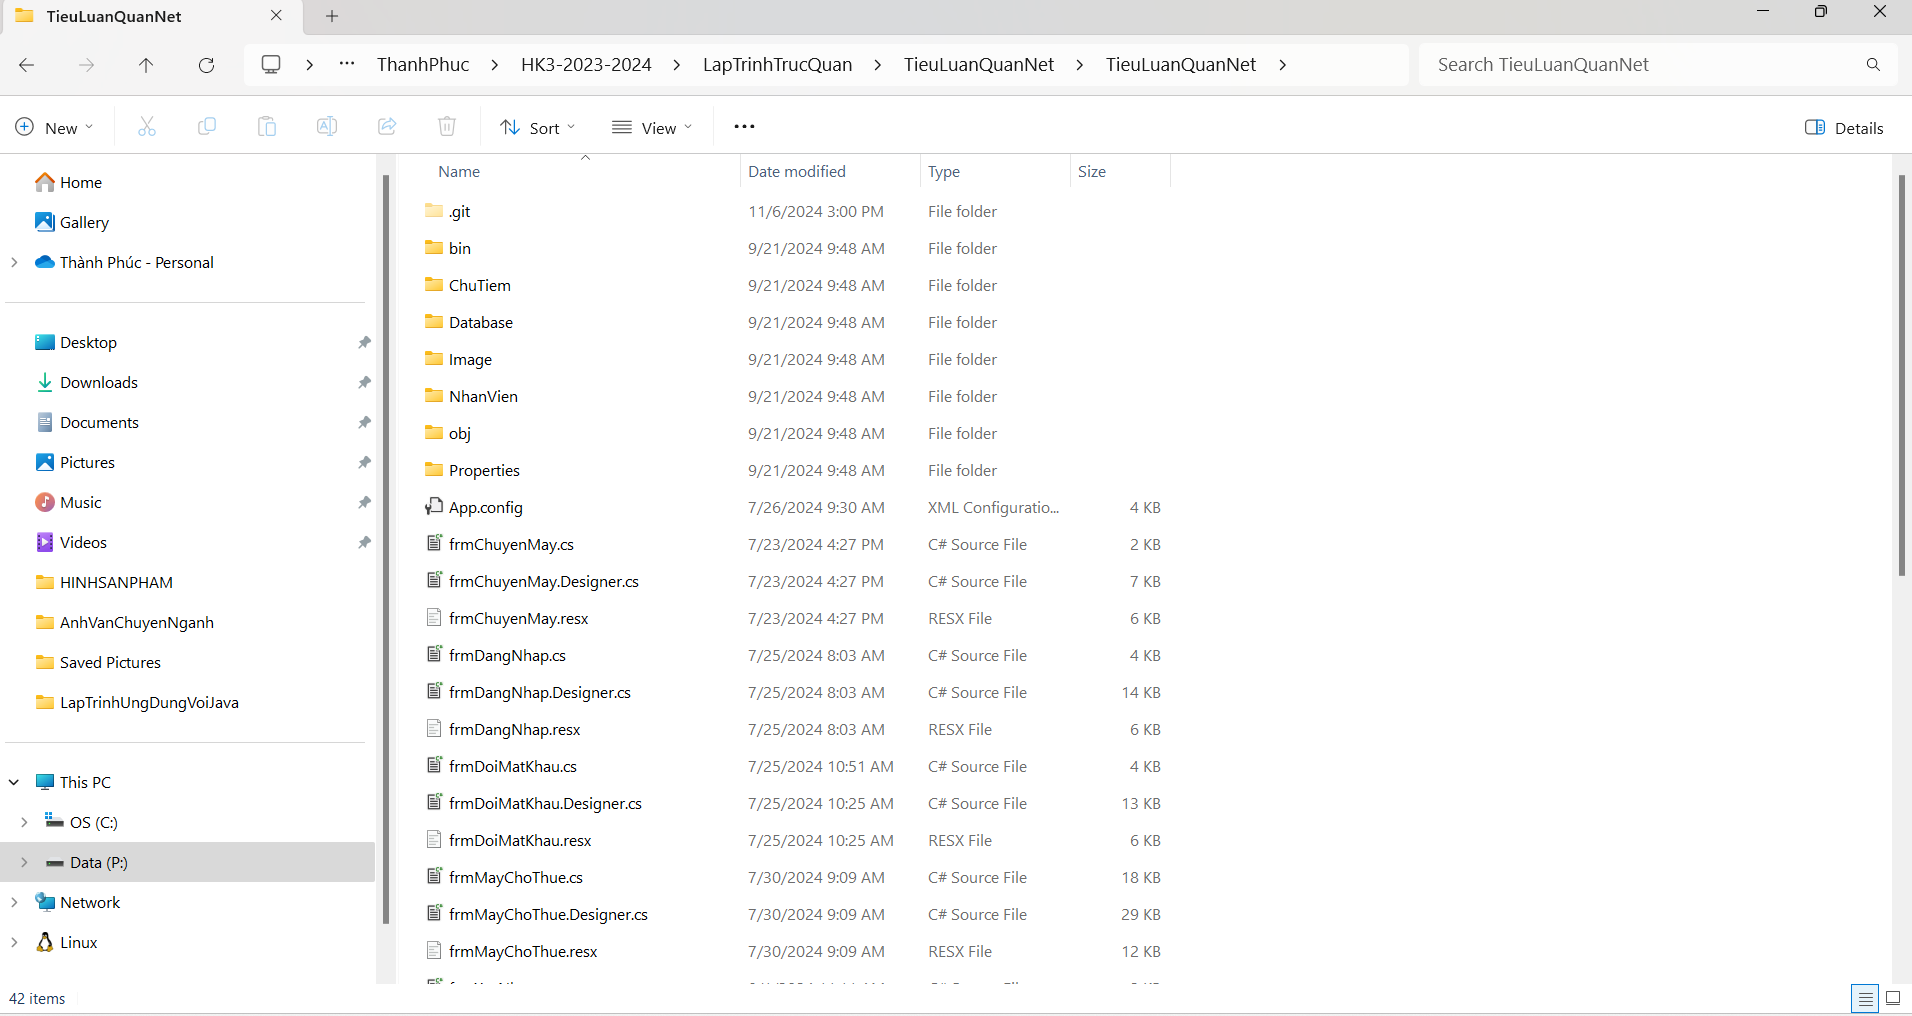 TieuLuanQuanNet
ThanhPhuc > HK3-2023-2024 > LapTrinhTrucQuan > TieuLuanQuanNet > TieuLuanQuanNet >
Search TieuLuanQuanNet
New
Sort
View
Details
Home
Gallery
Thành Phúc - Personal
Desktop
Downloads
Documents
Pictures
Music
Videos
HINHSANPHAM
AnhVanChuyenNganh
Saved Pictures
LapTrinhUngDungVoiJava
This PC
OS (C:)
Data (P:)
Network
Linux
Name Date modified Type Size
.git 11/6/2024 3:00 PM File folder
bin 9/21/2024 9:48 AM File folder
ChuTiem 9/21/2024 9:48 AM File folder
Database 9/21/2024 9:48 AM File folder
Image 9/21/2024 9:48 AM File folder
NhanVien 9/21/2024 9:48 AM File folder
obj 9/21/2024 9:48 AM File folder
Properties 9/21/2024 9:48 AM File folder
App.config 7/26/2024 9:30 AM XML Configuratio... 4 KB
frmChuyenMay.cs 7/23/2024 4:27 PM C# Source File 2 KB
frmChuyenMay.Designer.cs 7/23/2024 4:27 PM C# Source File 7 KB
frmChuyenMay.resx 7/23/2024 4:27 PM RESX File 6 KB
frmDangNhap.cs 7/25/2024 8:03 AM C# Source File 4 KB
frmDangNhap.Designer.cs 7/25/2024 8:03 AM C# Source File 14 KB
frmDangNhap.resx 7/25/2024 8:03 AM RESX File 6 KB
frmDoiMatKhau.cs 7/25/2024 10:51 AM C# Source File 4 KB
frmDoiMatKhau.Designer.cs 7/25/2024 10:25 AM C# Source File 13 KB
frmDoiMatKhau.resx 7/25/2024 10:25 AM RESX File 6 KB
frmMayChoThue.cs 7/30/2024 9:09 AM C# Source File 18 KB
frmMayChoThue.Designer.cs 7/30/2024 9:09 AM C# Source File 29 KB
frmMayChoThue.resx 7/30/2024 9:09 AM RESX File 12 KB
42 items